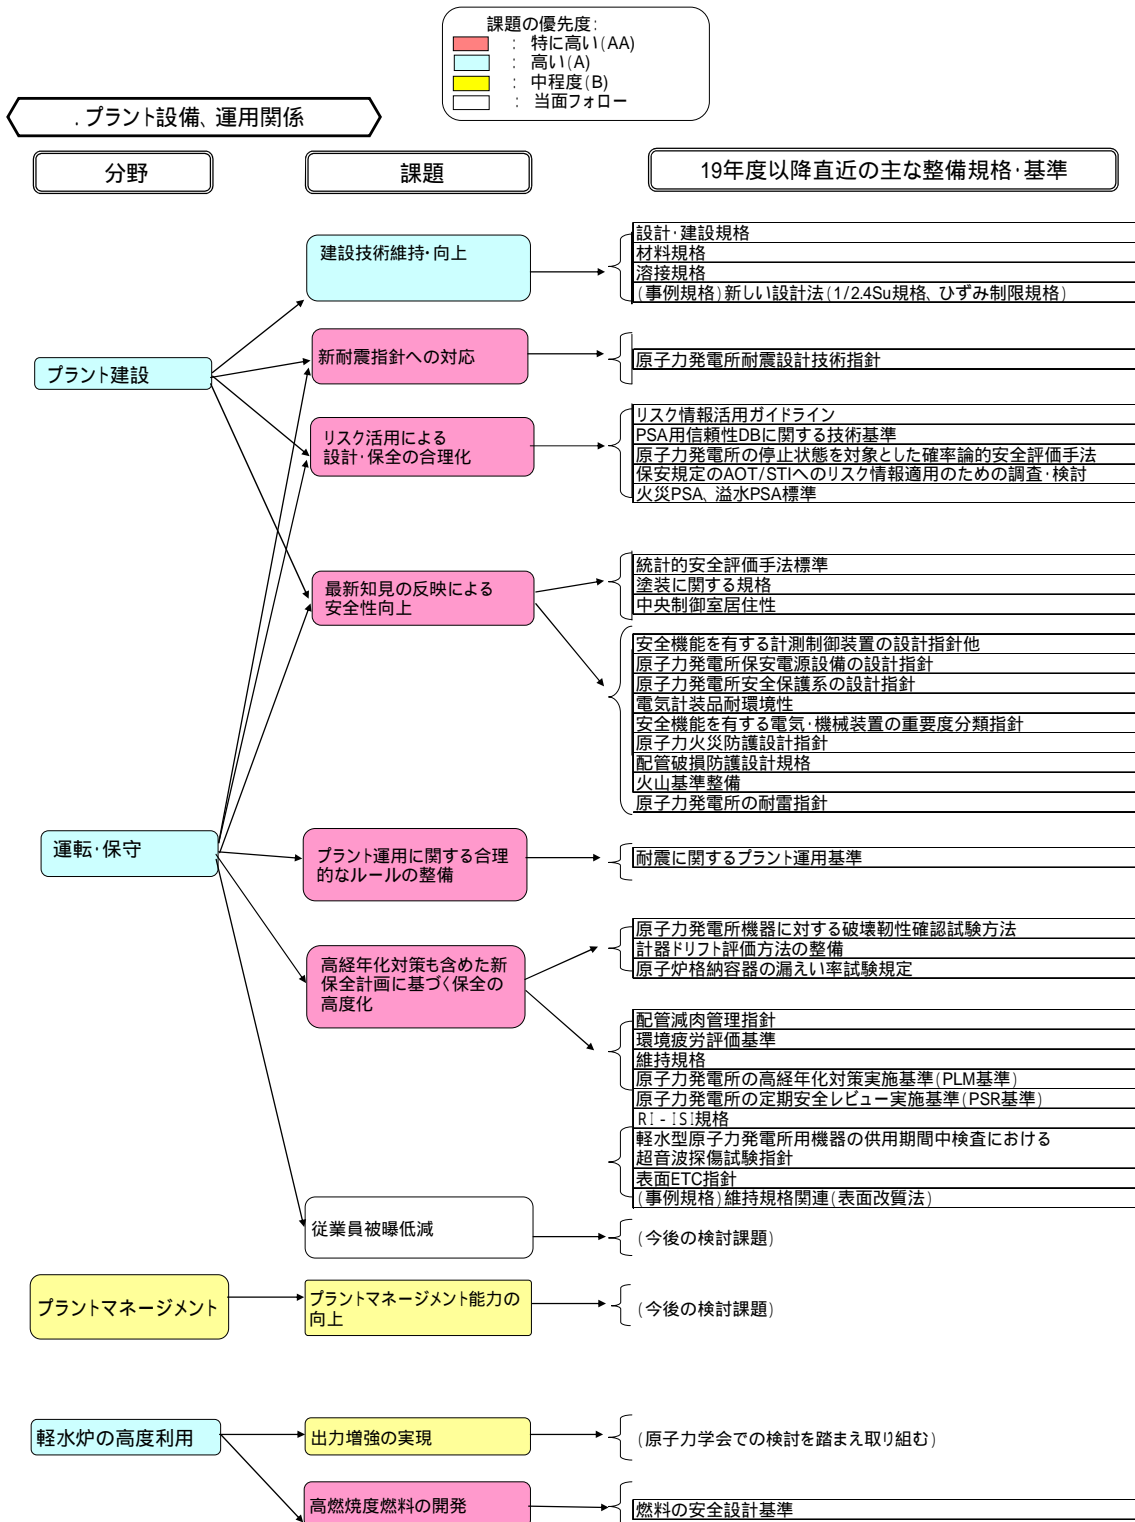 課題の優先度:
: 特に高い(AA)
: 高い(A)
: 中程度(B)
: 当面フォロー
.プラント設備、運用関係
分野
課題
19年度以降直近の主な整備規格・基準
建設技術維持・向上
設計・建設規格
材料規格
溶接規格
(事例規格)新しい設計法(1/2.4Su規格、ひずみ制限規格)
プラント建設
新耐震指針への対応
原子力発電所耐震設計技術指針
リスク活用による
設計・保全の合理化
リスク情報活用ガイドライン
PSA用信頼性DBに関する技術基準
原子力発電所の停止状態を対象とした確率論的安全評価手法
保安規定のAOT/STIへのリスク情報適用のための調査・検討
火災PSA、溢水PSA標準
最新知見の反映による
安全性向上
統計的安全評価手法標準
塗装に関する規格
中央制御室居住性
安全機能を有する計測制御装置の設計指針他
原子力発電所保安電源設備の設計指針
原子力発電所安全保護系の設計指針
電気計装品耐環境性
安全機能を有する電気・機械装置の重要度分類指針
原子力火災防護設計指針
配管破損防護設計規格
火山基準整備
原子力発電所の耐雷指針
運転・保守
プラント運用に関する合理
的なルールの整備
耐震に関するプラント運用基準
高経年化対策も含めた新
保全計画に基づく保全の
高度化
原子力発電所機器に対する破壊靭性確認試験方法
計器ドリフト評価方法の整備
原子炉格納容器の漏えい率試験規定
配管減肉管理指針
環境疲労評価基準
維持規格
原子力発電所の高経年化対策実施基準(PLM基準)
原子力発電所の定期安全レビュー実施基準(PSR基準)
RI-ISI規格
軽水型原子力発電所用機器の供用期間中検査における
超音波探傷試験指針
表面ETC指針
(事例規格)維持規格関連(表面改質法)
従業員被曝低減
(今後の検討課題)
プラントマネージメント
プラントマネージメント能力の
向上
(今後の検討課題)
軽水炉の高度利用
出力増強の実現
(原子力学会での検討を踏まえ取り組む)
高燃焼度燃料の開発
燃料の安全設計基準